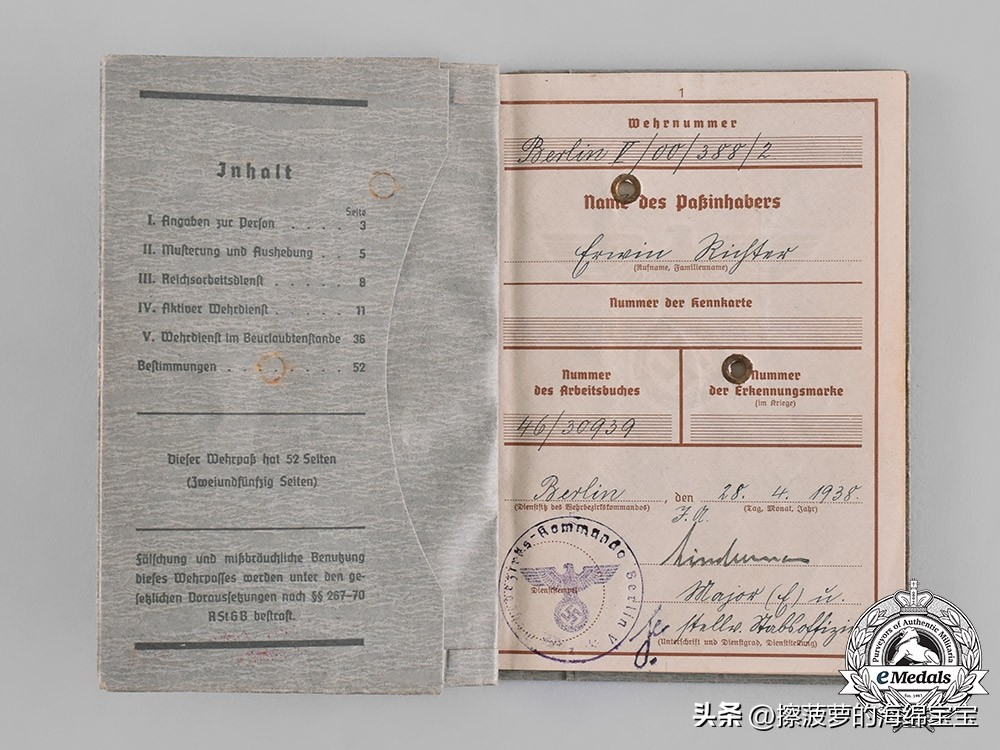 Inhalt
Seite
I. Angaben zur Person . . . . 3
II. Musterung und Aushebung . . 5
III. Reichsarbeitsdienst . . . . . . 8
IV. Aktiver Wehrdienst . . . . . . 11
V. Wehrdienst im Beurlaubtenstande 36
Bestimmungen . . . . . . . . . 52
Dieser Wehrpaß hat 52 Seiten
(Zweiundfünfzig Seiten)
Fälschung und mißbräuchliche Benutzung
dieses Wehrpasses werden unter den ge-
setzlichen Voraussetzungen nach §§ 267-70
RStGB bestraft.
1
Wehrnummer
Berlin V/00/388/2
Name des Paßinhabers
Erwin Richter
(Rufname, Familienname)
Nummer der Kennkarte
Nummer
des Arbeitsbuches
46/30939
Nummer
der Erkennungsmarke
(im Kriege)
Berlin, den 28. 4. 1938.
(Dienstsitz des Wehrbezirkskommandos) (Tag, Monat, Jahr)
J.A.
Major (E) u.
stellv. Stabsoffizier
(Unterschrift und Dienstgrad, Dienststellung)
Kommando Berlin V
Dienststempel
Purveyors of Authentic Militaria
eMedals
头条 @擦菠萝的海绵宝宝